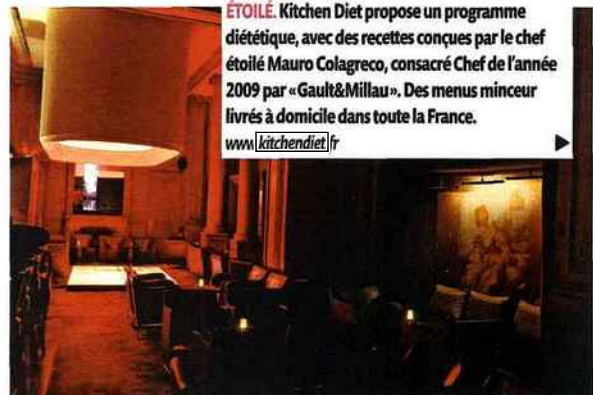 ÉTOILÉ. Kitchen Diet propose un programme
diététique, avec des recettes conçues par le chef
étoilé Mauro Colagreco, consacré Chef de l'année
2009 par «Gault&Millau». Des menus minceur
livrés à domicile dans toute la France.
www kitchendiet fr